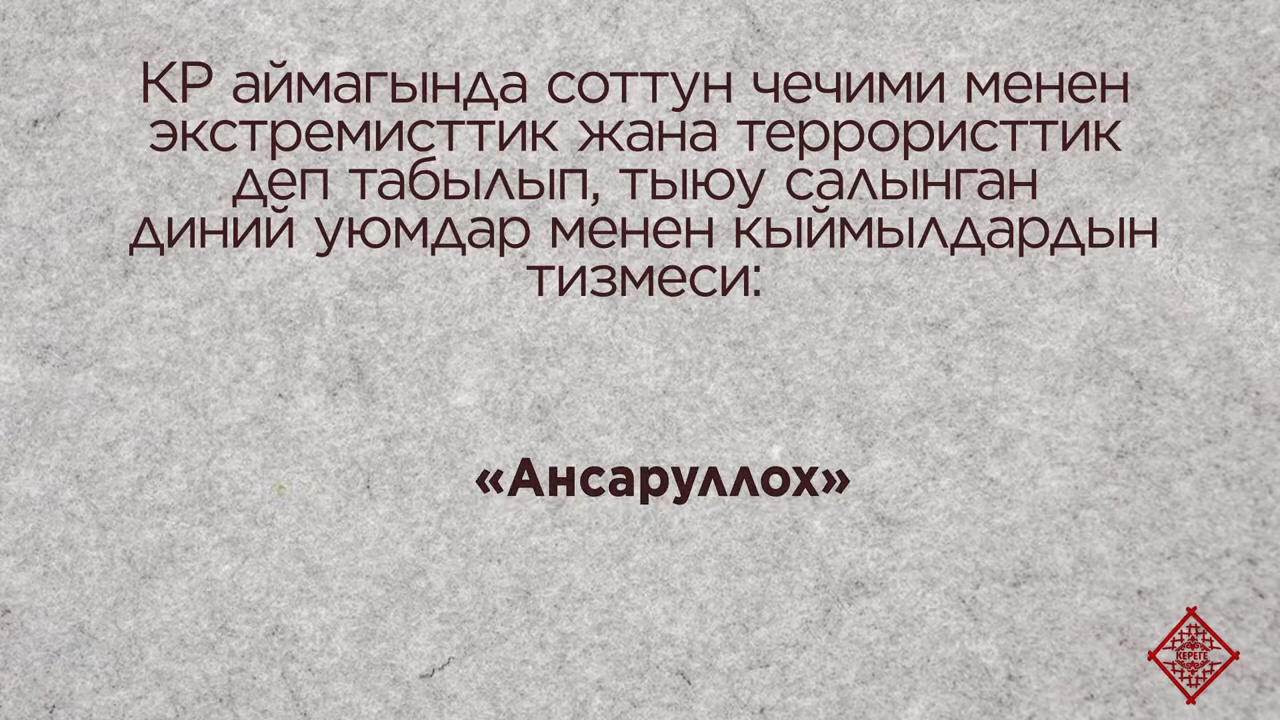 КР аймагында соттун чечими менен
экстремисттик жана террористтик
деп табылып, тыюу салынган
диний уюмдар менен кыймылдардын
тизмеси:
«Ансаруллох»
КЕРЕГЕ